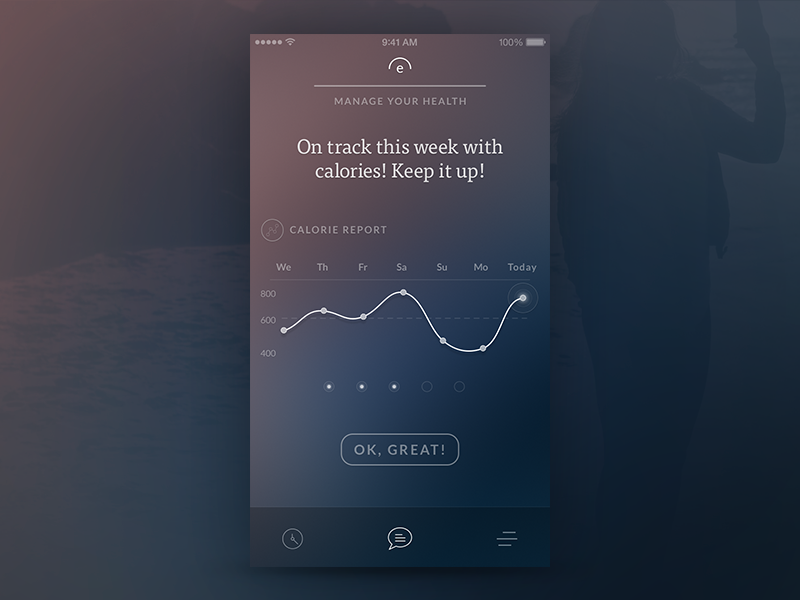 9:41 AM
100%
e
MANAGE YOUR HEALTH
On track this week with
calories! Keep it up!
CALORIE REPORT
We Th Fr Sa Su Mo Today
800
600
400
OK, GREAT!